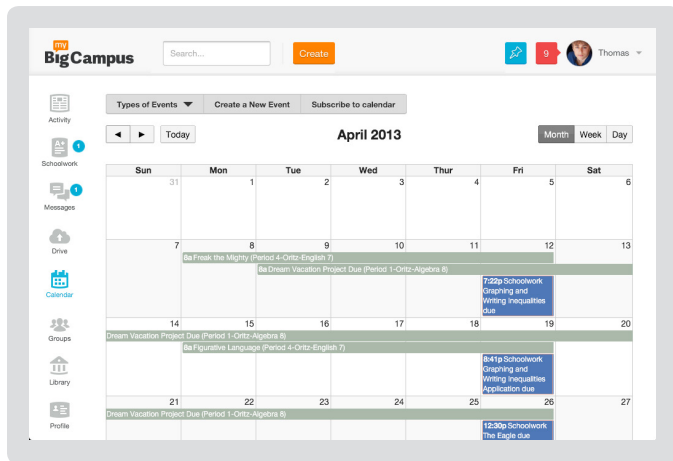 my
BigCampus
Search...
Create
9
Thomas
Activity
A+
1
Schoolwork
1
Messages
Drive
Calendar
Groups
Library
Profile
Types of Events
Create a New Event
Subscribe to calendar
Today
April 2013
Month Week Day
Sun Mon Tue Wed Thur Fri Sat
31 1 2 3 4 5 6
7 8 9 10 11 12 13
8a Freak the Mighty (Period 4-Oritz-English 7)
8a Dream Vacation Project Due (Period 1-Oritz-Algebra 8)
7:22p Schoolwork
Graphing and
Writing Inequalities
due
14 15 16 17 18 19 20
Dream Vacation Project Due (Period 1-Oritz-Algebra 8)
8a Figurative Language (Period 4-Oritz-English 7)
8:41p Schoolwork
Graphing and
Writing Inequalities
Application due
21 22 23 24 25 26 27
Dream Vacation Project Due (Period 1-Oritz-Algebra 8)
12:30p Schoolwork
The Eagle due